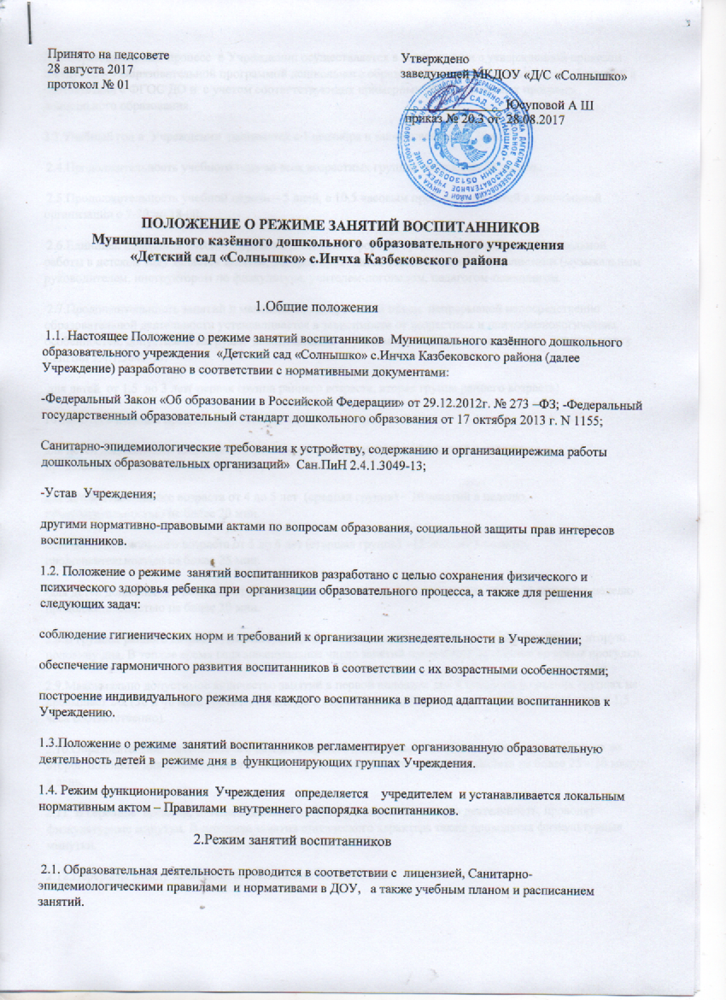 Принято на педсовете
28 августа 2017
протокол № 01
Утверждено
заведующей МКДОУ «Д/С «Солнышко»
Юсуповой А Ш
приказ № 20.3 от 28.08.2017
ПОЛОЖЕНИЕ О РЕЖИМЕ ЗАНЯТИЙ ВОСПИТАННИКОВ
Муниципального казённого дошкольного образовательного учреждения
«Детский сад «Солнышко» с.Инчха Казбековского района
1.Общие положения
1.1. Настоящее Положение о режиме занятий воспитанников Муниципального казённого дошкольного
образовательного учреждения «Детский сад «Солнышко» с.Инчха Казбековского района (далее
Учреждение) разработано в соответствии с нормативными документами:
-Федеральный Закон «Об образовании в Российской Федерации» от 29.12.2012г. № 273 –ФЗ; -Федеральный
государственный образовательный стандарт дошкольного образования от 17 октября 2013 г. N 1155;
Санитарно-эпидемиологические требования к устройству, содержанию и организациирежима работы
дошкольных образовательных организаций» Сан.ПиН 2.4.1.3049-13;
-Устав Учреждения;
другими нормативно-правовыми актами по вопросам образования, социальной защиты прав интересов
воспитанников.
1.2. Положение о режиме занятий воспитанников разработано с целью сохранения физического и
психического здоровья ребенка при организации образовательного процесса, а также для решения
следующих задач:
соблюдение гигиенических норм и требований к организации жизнедеятельности в Учреждении;
обеспечение гармоничного развития воспитанников в соответствии с их возрастными особенностями;
построение индивидуального режима дня каждого воспитанника в период адаптации воспитанников к
Учреждению.
1.3.Положение о режиме занятий воспитанников регламентирует организованную образовательную
деятельность детей в режиме дня в функционирующих группах Учреждения.
1.4. Режим функционирования Учреждения определяется учредителем и устанавливается локальным
нормативным актом – Правилами внутреннего распорядка воспитанников.
2.Режим занятий воспитанников
2.1. Образовательная деятельность проводится в соответствии с лицензией, Санитарно-
эпидемиологическими правилами и нормативами в ДОУ, а также учебным планом и расписанием
занятий.